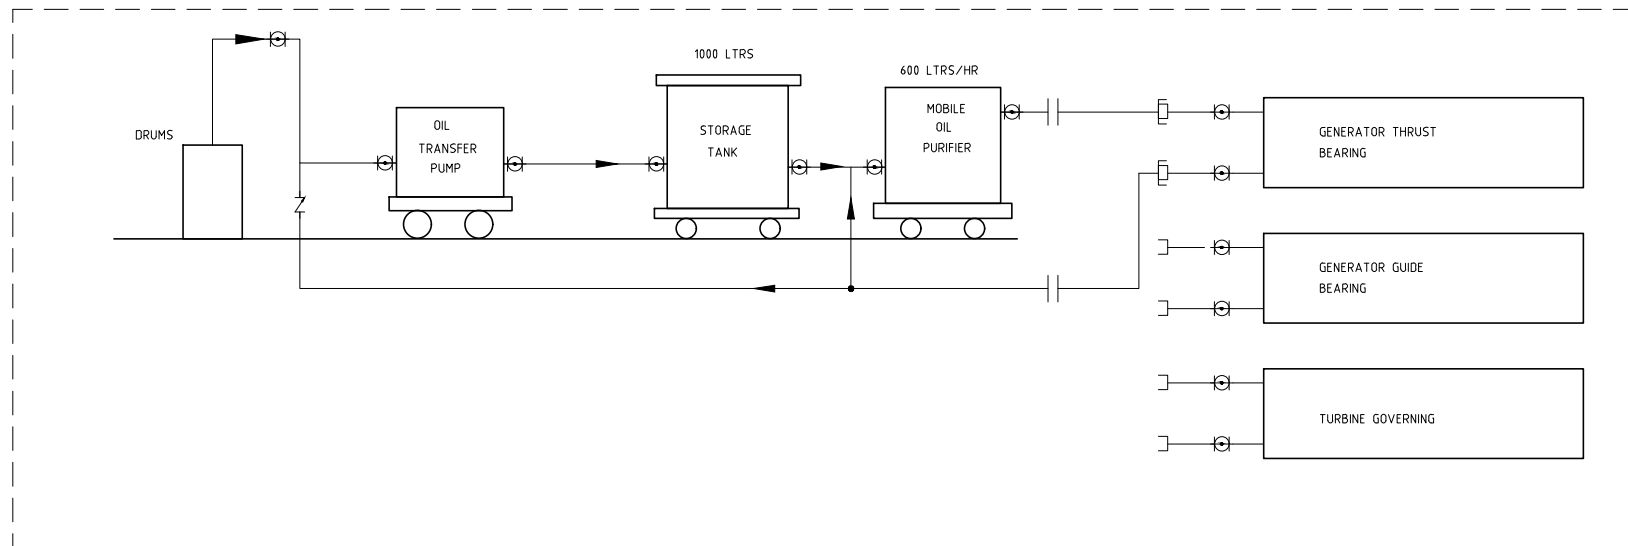 1000 LTRS
600 LTRS/HR
DRUMS
OIL
TRANSFER
PUMP
STORAGE
TANK
MOBILE
OIL
PURIFIER
GENERATOR THRUST
BEARING
GENERATOR GUIDE
BEARING
TURBINE GOVERNING